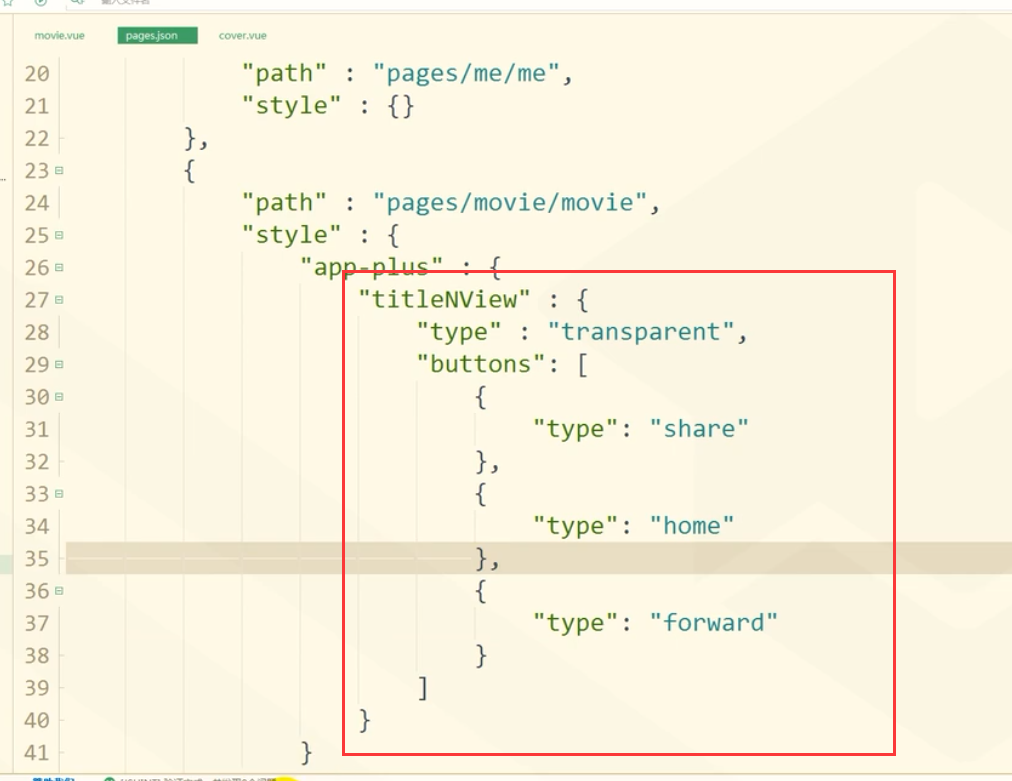 movie.vue pages.json cover.vue
20 "path" : "pages/me/me",
21 "style" : {}
22 },
23 {
24 "path" : "pages/movie/movie",
25 "style" : {
26 "app-plus" : {
27 "titleNView" : {
28 "type" : "transparent",
29 "buttons": [
30 {
31 "type": "share"
32 },
33 {
34 "type": "home"
35 },
36 {
37 "type": "forward"
38 }
39 ]
40 }
41 }